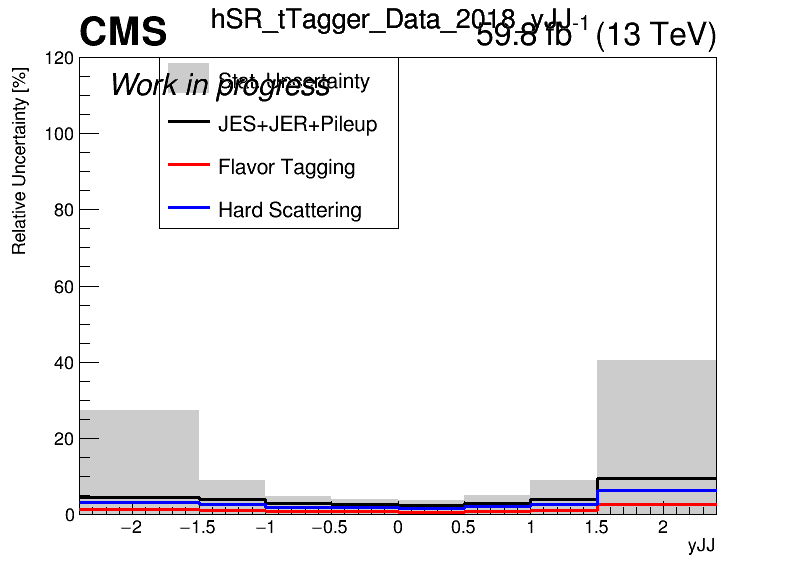 hSR_tTagger_Data_2018_yJJ
CMS
59.8 fb-1 (13 TeV)
Work in progress
Stat. Uncertainty
JES+JER+Pileup
Flavor Tagging
Hard Scattering
Relative Uncertainty [%]
120
100
80
60
40
20
0
−2 −1.5 −1 −0.5 0 0.5 1 1.5 2
yJJ